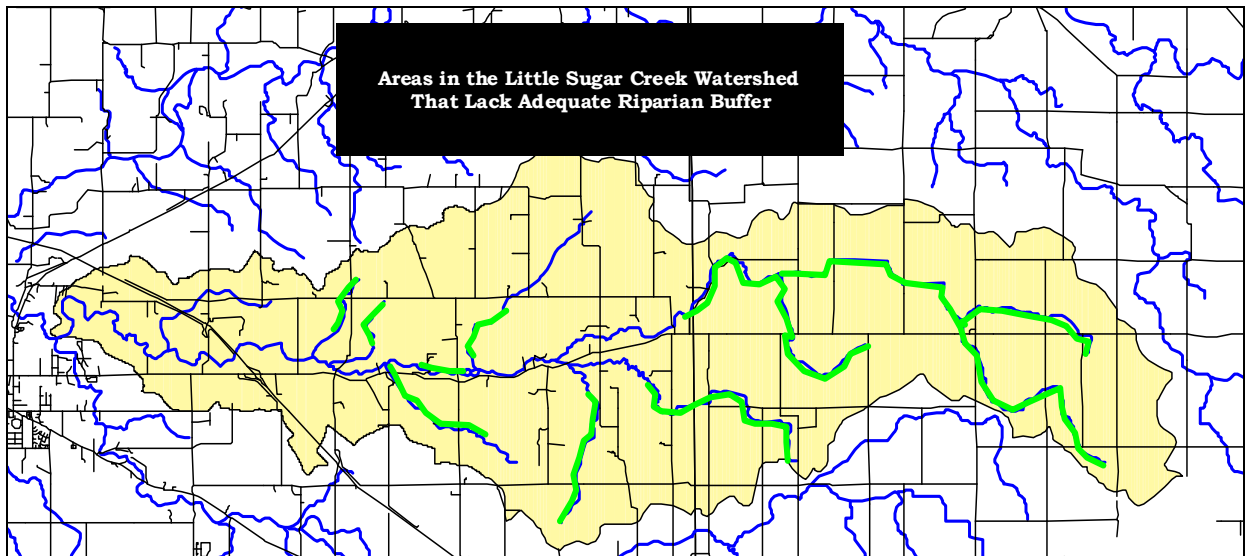 Areas in the Little Sugar Creek Watershed
That Lack Adequate Riparian Buffer